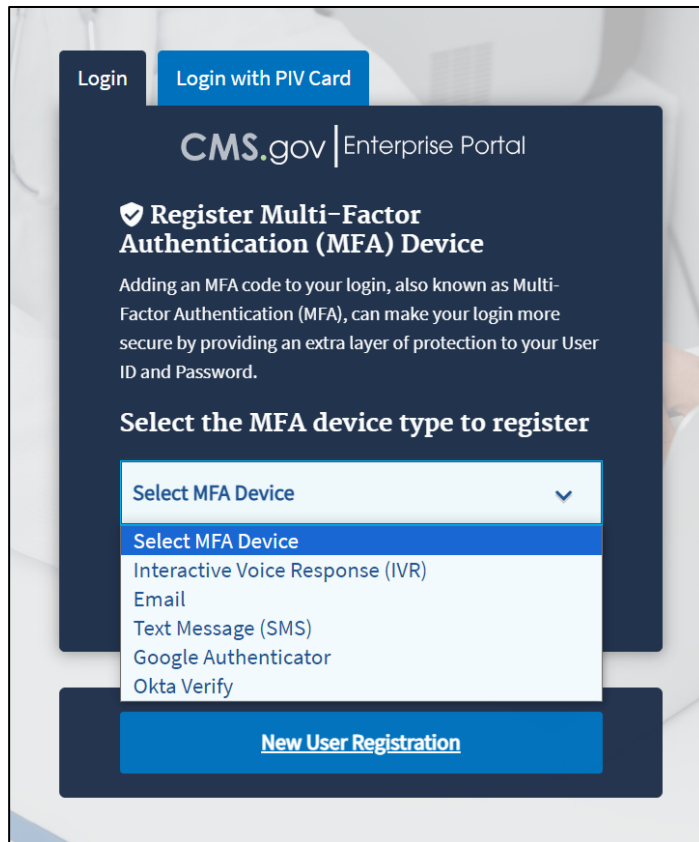 Login
Login with PIV Card
CMS.gov Enterprise Portal
Register Multi-Factor
Authentication (MFA) Device
Adding an MFA code to your login, also known as Multi-
Factor Authentication (MFA), can make your login more
secure by providing an extra layer of protection to your User
ID and Password.
Select the MFA device type to register
Select MFA Device
Select MFA Device
Interactive Voice Response (IVR)
Email
Text Message (SMS)
Google Authenticator
Okta Verify
New User Registration